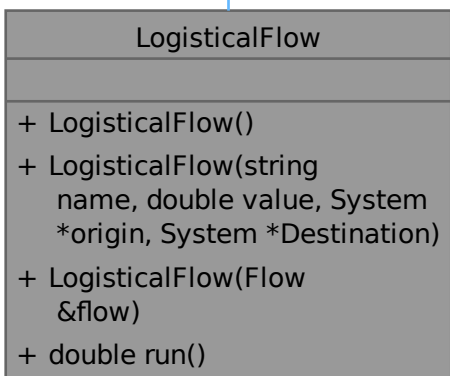 LogisticalFlow
+ LogisticalFlow()
+ LogisticalFlow(string
name, double value, System
*origin, System *Destination)
+ LogisticalFlow(Flow
&flow)
+ double run()